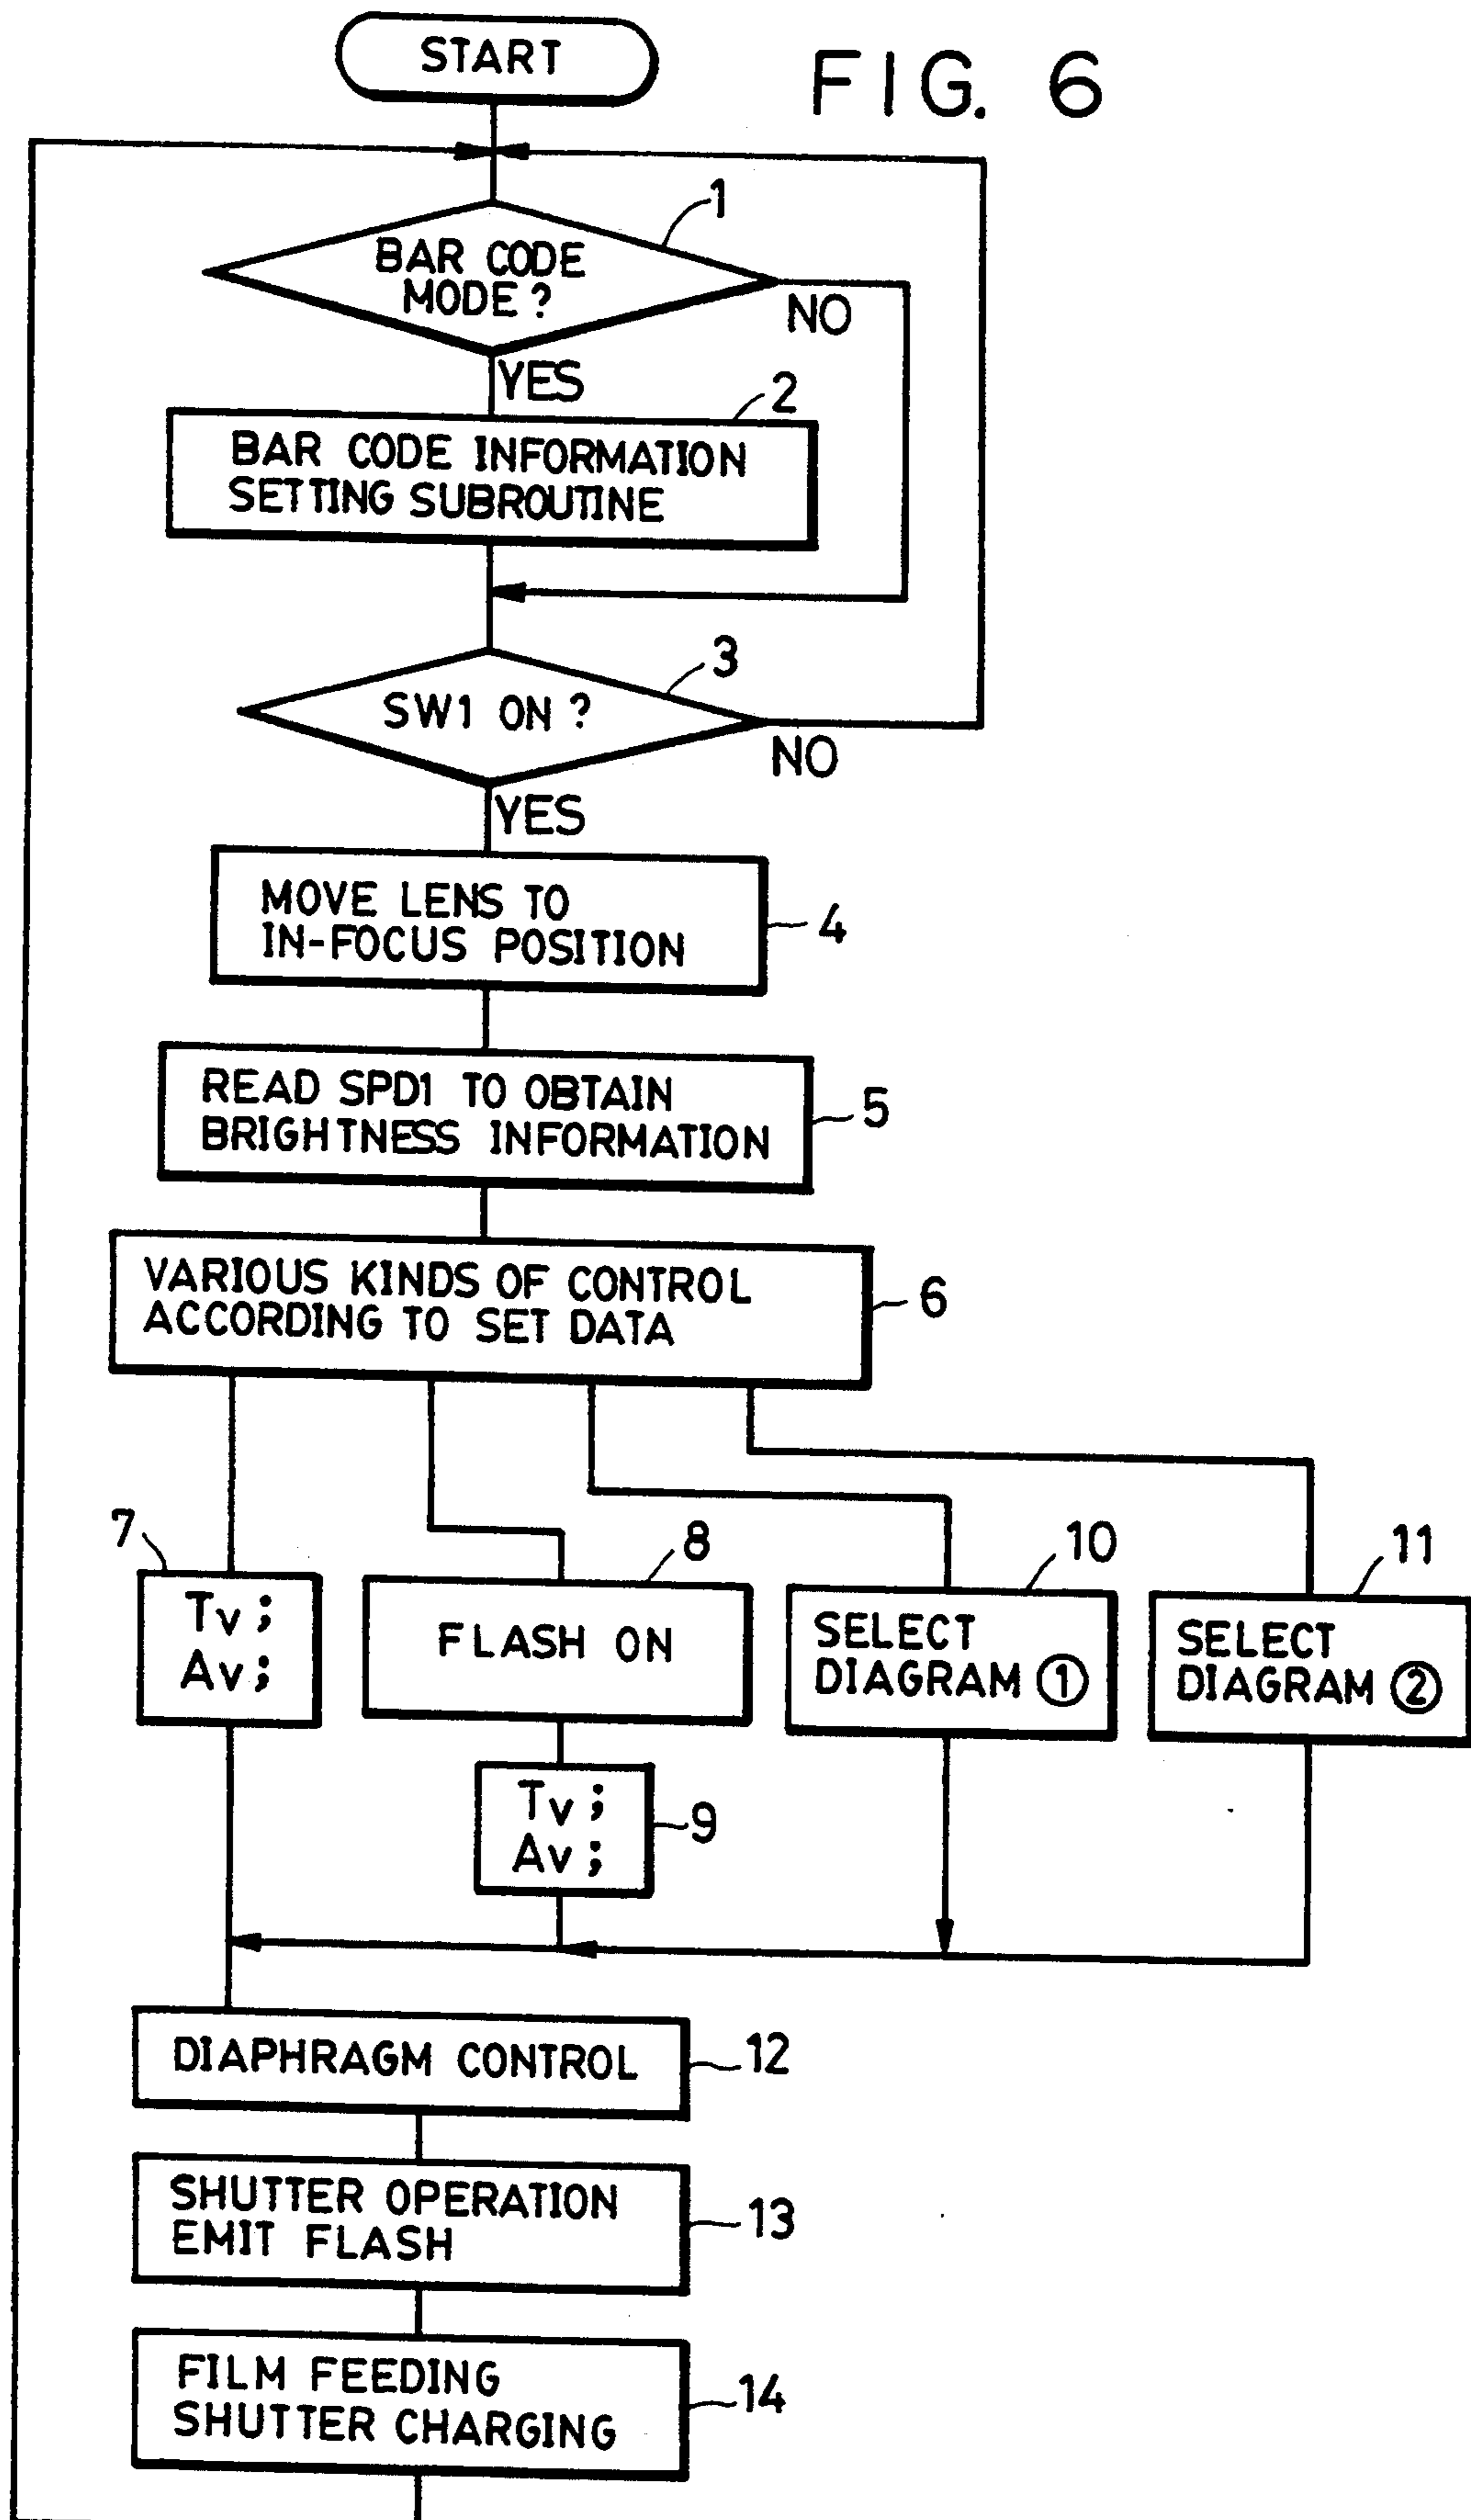 START
FIG. 6
1
BAR CODE
MODE ?
NO
YES
2
BAR CODE INFORMATION
SETTING SUBROUTINE
3
SW1 ON ?
NO
YES
MOVE LENS TO
IN-FOCUS POSITION
4
READ SPD1 TO OBTAIN
BRIGHTNESS INFORMATION
5
VARIOUS KINDS OF CONTROL
ACCORDING TO SET DATA
6
7
Tv;
Av;
8
FLASH ON
Tv;
Av;
9
10
SELECT
DIAGRAM ①
11
SELECT
DIAGRAM ②
DIAPHRAGM CONTROL
12
SHUTTER OPERATION
EMIT FLASH
13
FILM FEEDING
SHUTTER CHARGING
14